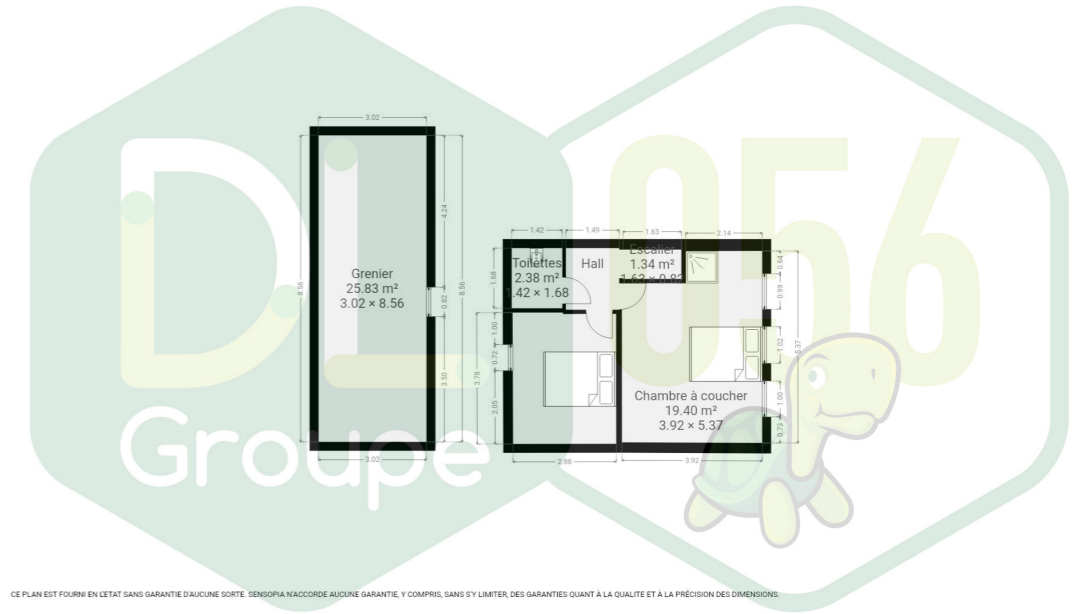 DL
Groupe
056
3.02
8.56
4.24
0.82
3.50
8.56
3.02
Grenier
25.83 m²
3.02 × 8.56
1.42
1.49
1.63
2.14
Toilettes
2.38 m²
1.42 × 1.68
Hall
Escalier
1.34 m²
1.63 × 0.82
1.68
1.00
0.72
2.05
3.78
0.64
0.99
1.02
1.00
0.73
5.37
Chambre à coucher
19.40 m²
3.92 × 5.37
2.88
3.92
CE PLAN EST FOURNI EN L'ETAT SANS GARANTIE D'AUCUNE SORTE. SENSOPIA N'ACCORDE AUCUNE GARANTIE, Y COMPRIS, SANS S'Y LIMITER, DES GARANTIES QUANT À LA QUALITE ET À LA PRÉCISION DES DIMENSIONS.